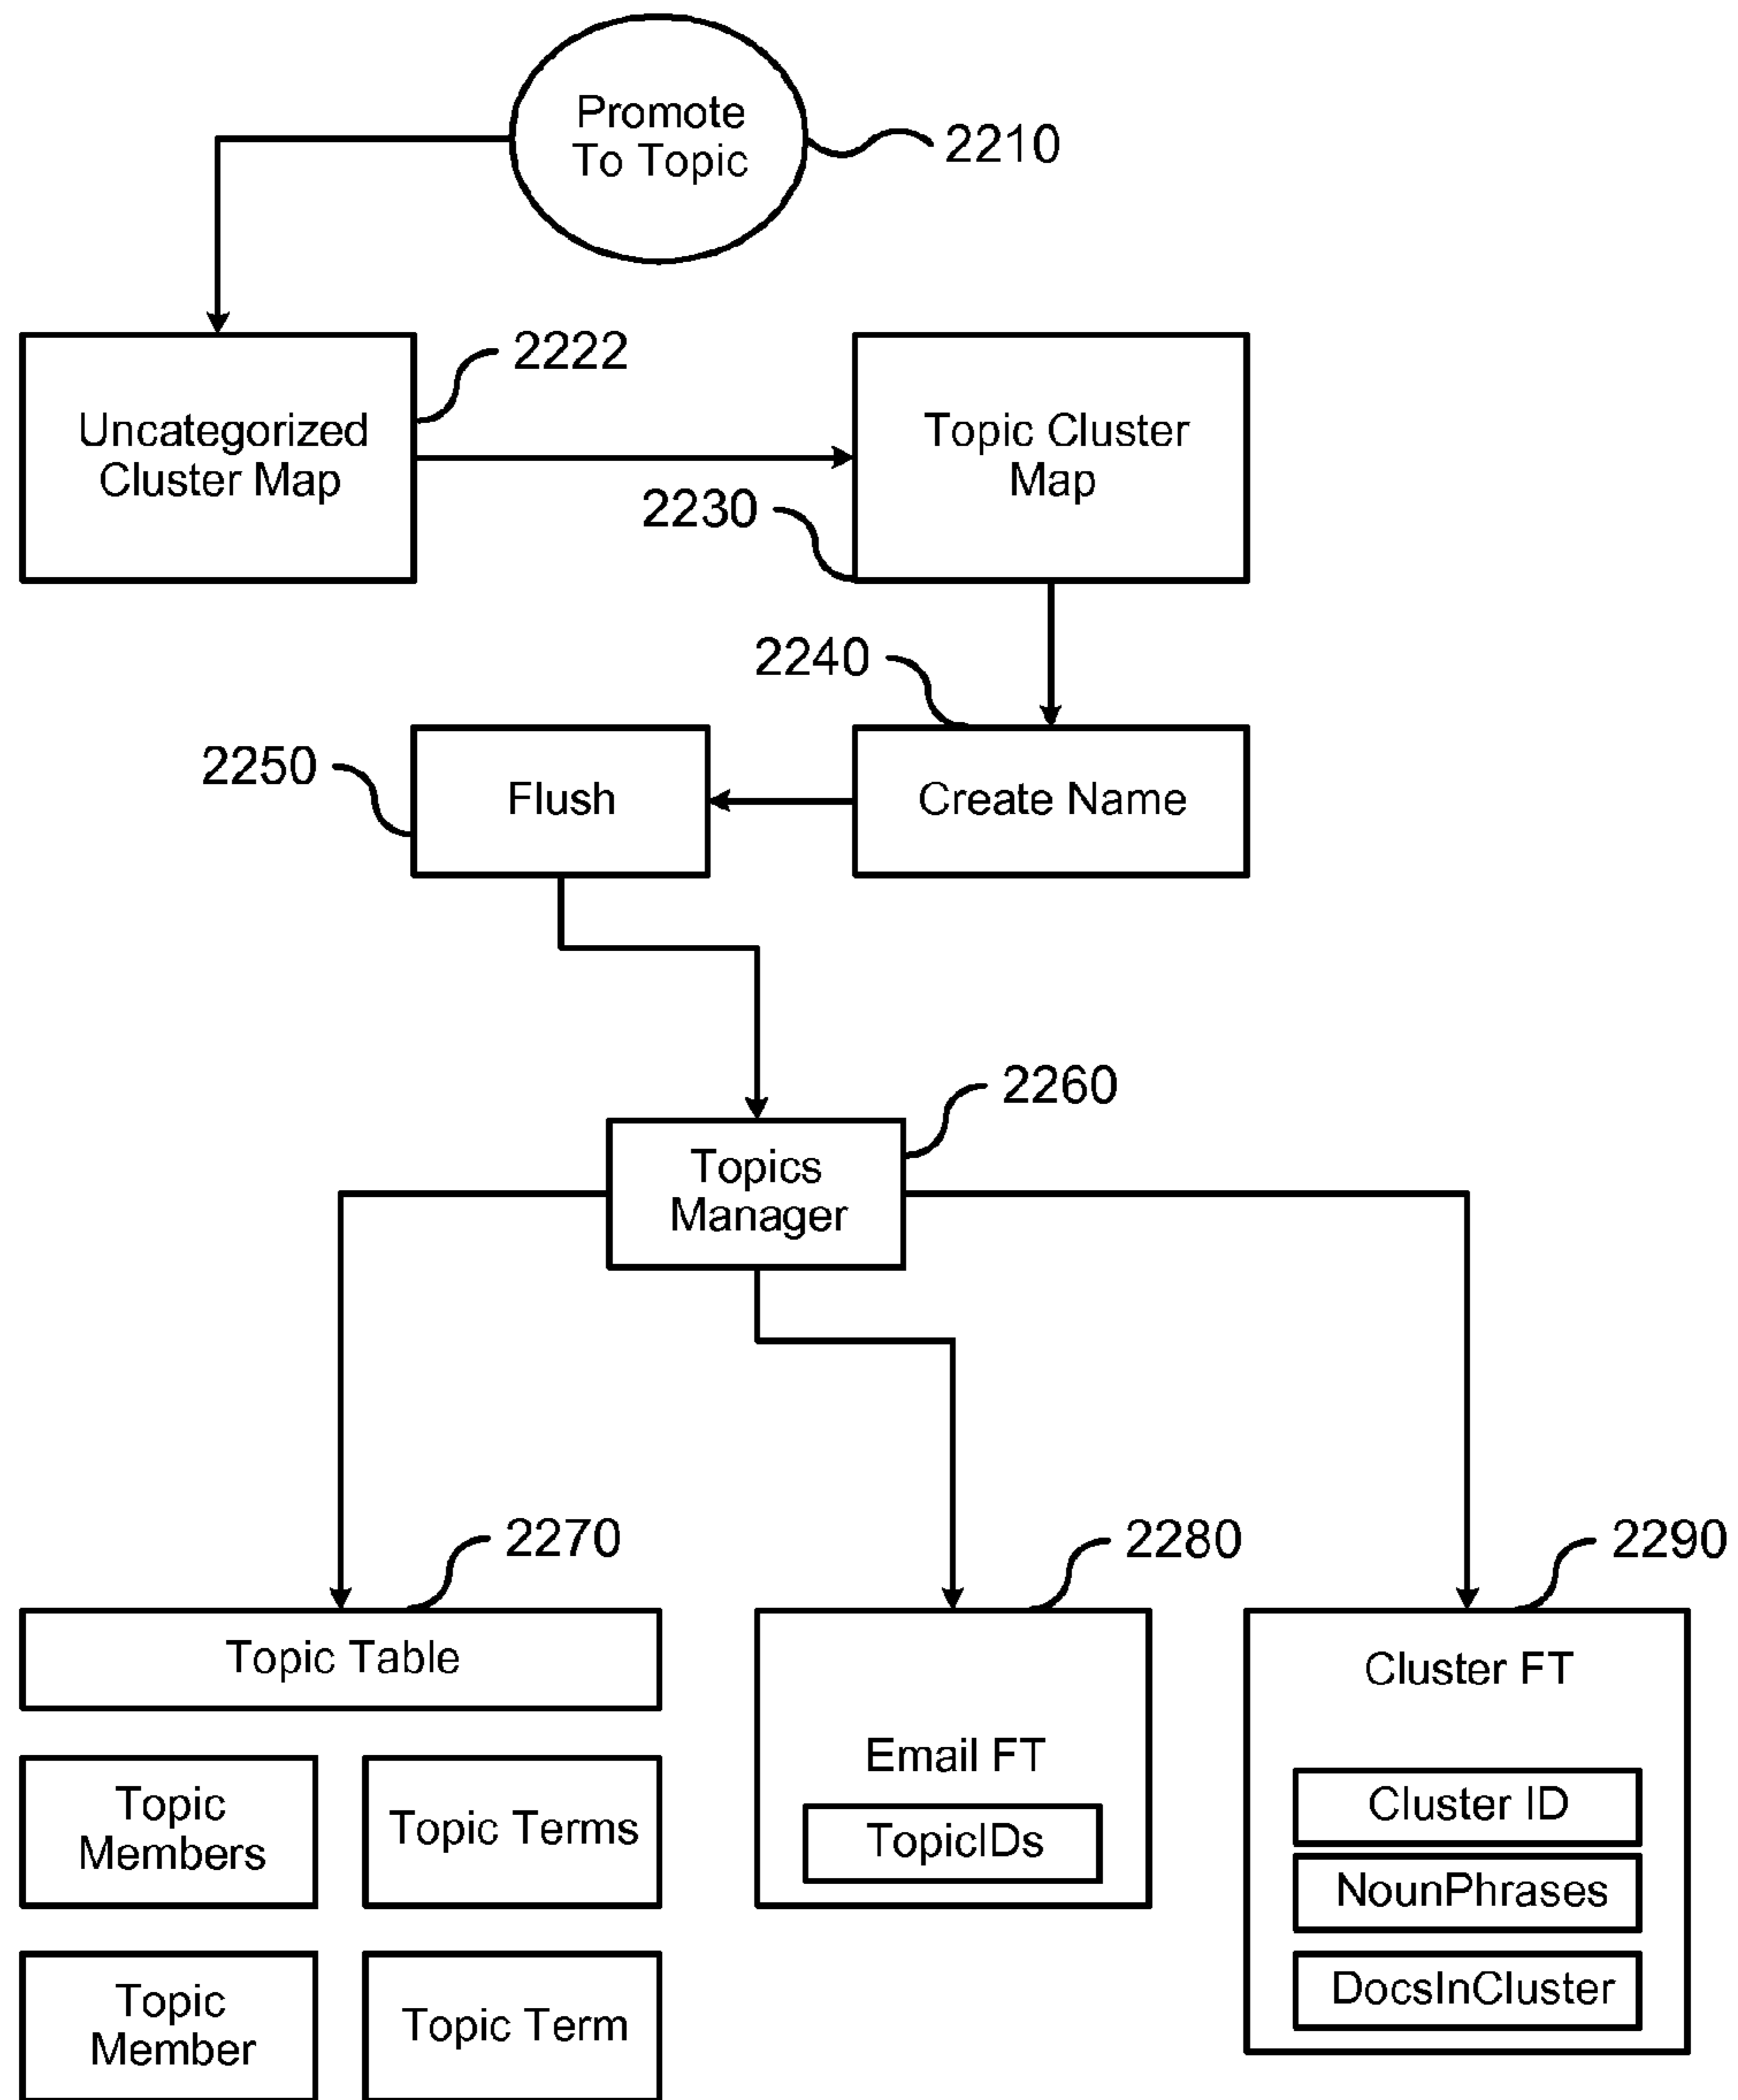 Promote
To Topic
2210
2222
Uncategorized
Cluster Map
Topic Cluster
Map
2230
2240
2250
Flush
Create Name
2260
Topics
Manager
2270
2280
2290
Topic Table
Cluster FT
Email FT
Topic
Members
Topic Terms
TopicIDs
Cluster ID
NounPhrases
DocsInCluster
Topic
Member
Topic Term